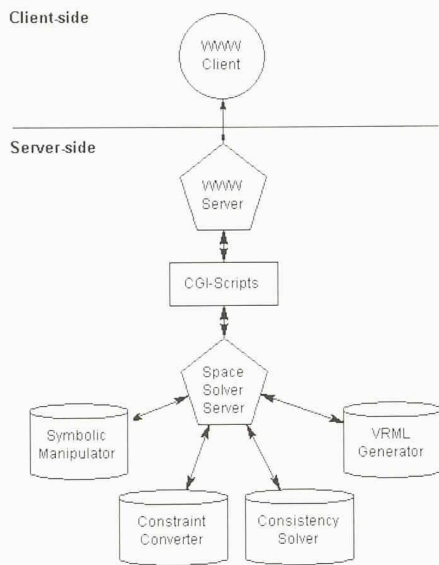 Client-side
WWW
Client
Server-side
WWW
Server
CGI-Scripts
Space
Solver
Server
Symbolic
Manipulator
VRML
Generator
Constraint
Converter
Consistency
Solver